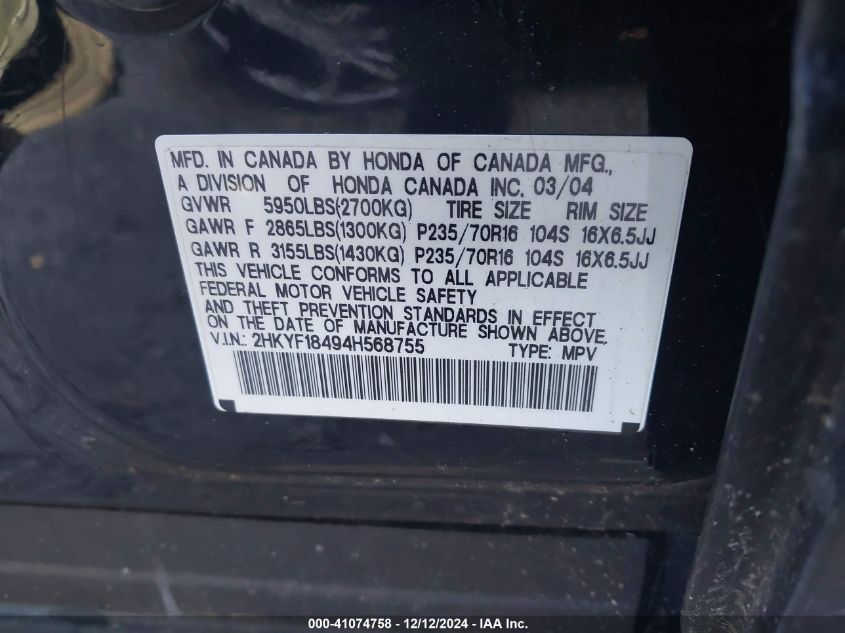 MFD. IN CANADA BY HONDA OF CANADA MFG.,
A DIVISION OF HONDA CANADA INC. 03/04
GVWR 5950LBS(2700KG) TIRE SIZE RIM SIZE
GAWR F 2865LBS(1300KG) P235/70R16 104S 16X6.5JJ
GAWR R 3155LBS(1430KG) P235/70R16 104S 16X6.5JJ
THIS VEHICLE CONFORMS TO ALL APPLICABLE
FEDERAL MOTOR VEHICLE SAFETY
AND THEFT PREVENTION STANDARDS IN EFFECT
ON THE DATE OF MANUFACTURE SHOWN ABOVE.
V.I.N.: 2HKYF18494H568755 TYPE: MPV
000-41074758 - 12/12/2024 - IAA Inc.